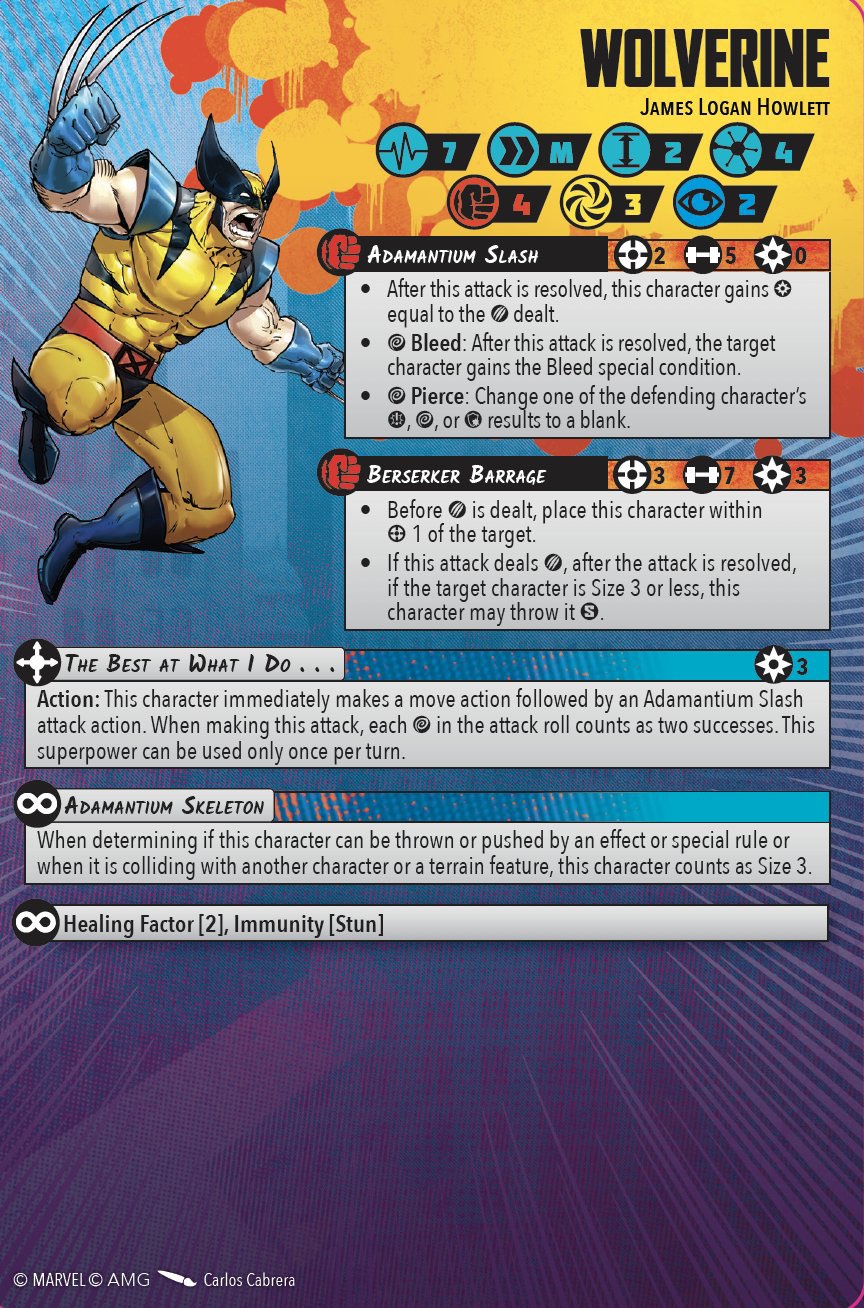 WOLVERINE
James Logan Howlett
7 M 2 4
4 3 2
Adamantium Slash 2 5 0
• After this attack is resolved, this character gains
equal to the dealt.
• Bleed: After this attack is resolved, the target
character gains the Bleed special condition.
• Pierce: Change one of the defending character's
, , or results to a blank.
Berserker Barrage 3 7 3
• Before is dealt, place this character within
1 of the target.
• If this attack deals , after the attack is resolved,
if the target character is Size 3 or less, this
character may throw it S.
The Best at What I Do . . . 3
Action: This character immediately makes a move action followed by an Adamantium Slash
attack action. When making this attack, each in the attack roll counts as two successes. This
superpower can be used only once per turn.
Adamantium Skeleton
When determining if this character can be thrown or pushed by an effect or special rule or
when it is colliding with another character or a terrain feature, this character counts as Size 3.
Healing Factor [2], Immunity [Stun]
© MARVEL © AMG Carlos Cabrera